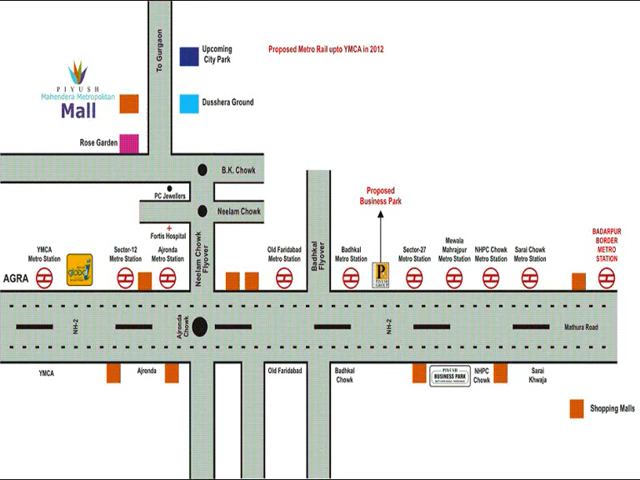 To Gurgaon
Upcoming
City Park
Proposed Metro Rail upto YMCA in 2012
PIYUSH
Mahendera Metropolitan
Mall
Dusshera Ground
Rose Garden
B.K. Chowk
PC Jewellers
Neelam Chowk
Fortis Hospital
Neelam Chowk
Flyover
Badhkal
Flyover
Proposed
Business Park
AGRA
YMCA
Metro Station
globe
Sector-12
Metro Station
Ajronda
Metro Station
Old Faridabad
Metro Station
Badhkal
Metro Station
P
PIYUSH
GROUP
Sector-27
Metro Station
Mewala
Mahrajpur
Metro Station
NHPC Chowk
Metro Station
Sarai Chowk
Metro Station
BADARPUR
BORDER
METRO
STATION
NH-2
Ajronda
Chowk
NH-2
Mathura Road
YMCA
Ajronda
Old Faridabad
Badhkal
Chowk
PIYUSH
BUSINESS PARK
NHPC
Chowk
Sarai
Khwaja
Shopping Malls